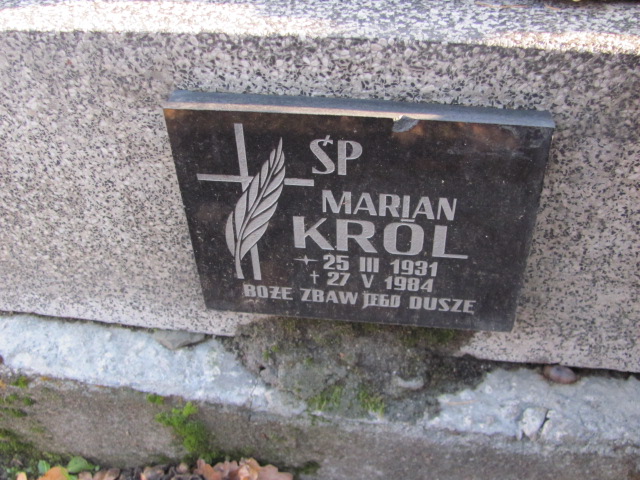 ŚP
MARIAN
KRÓL
25 III 1931
† 27 V 1984
BOŻE ZBAW JEGO DUSZE